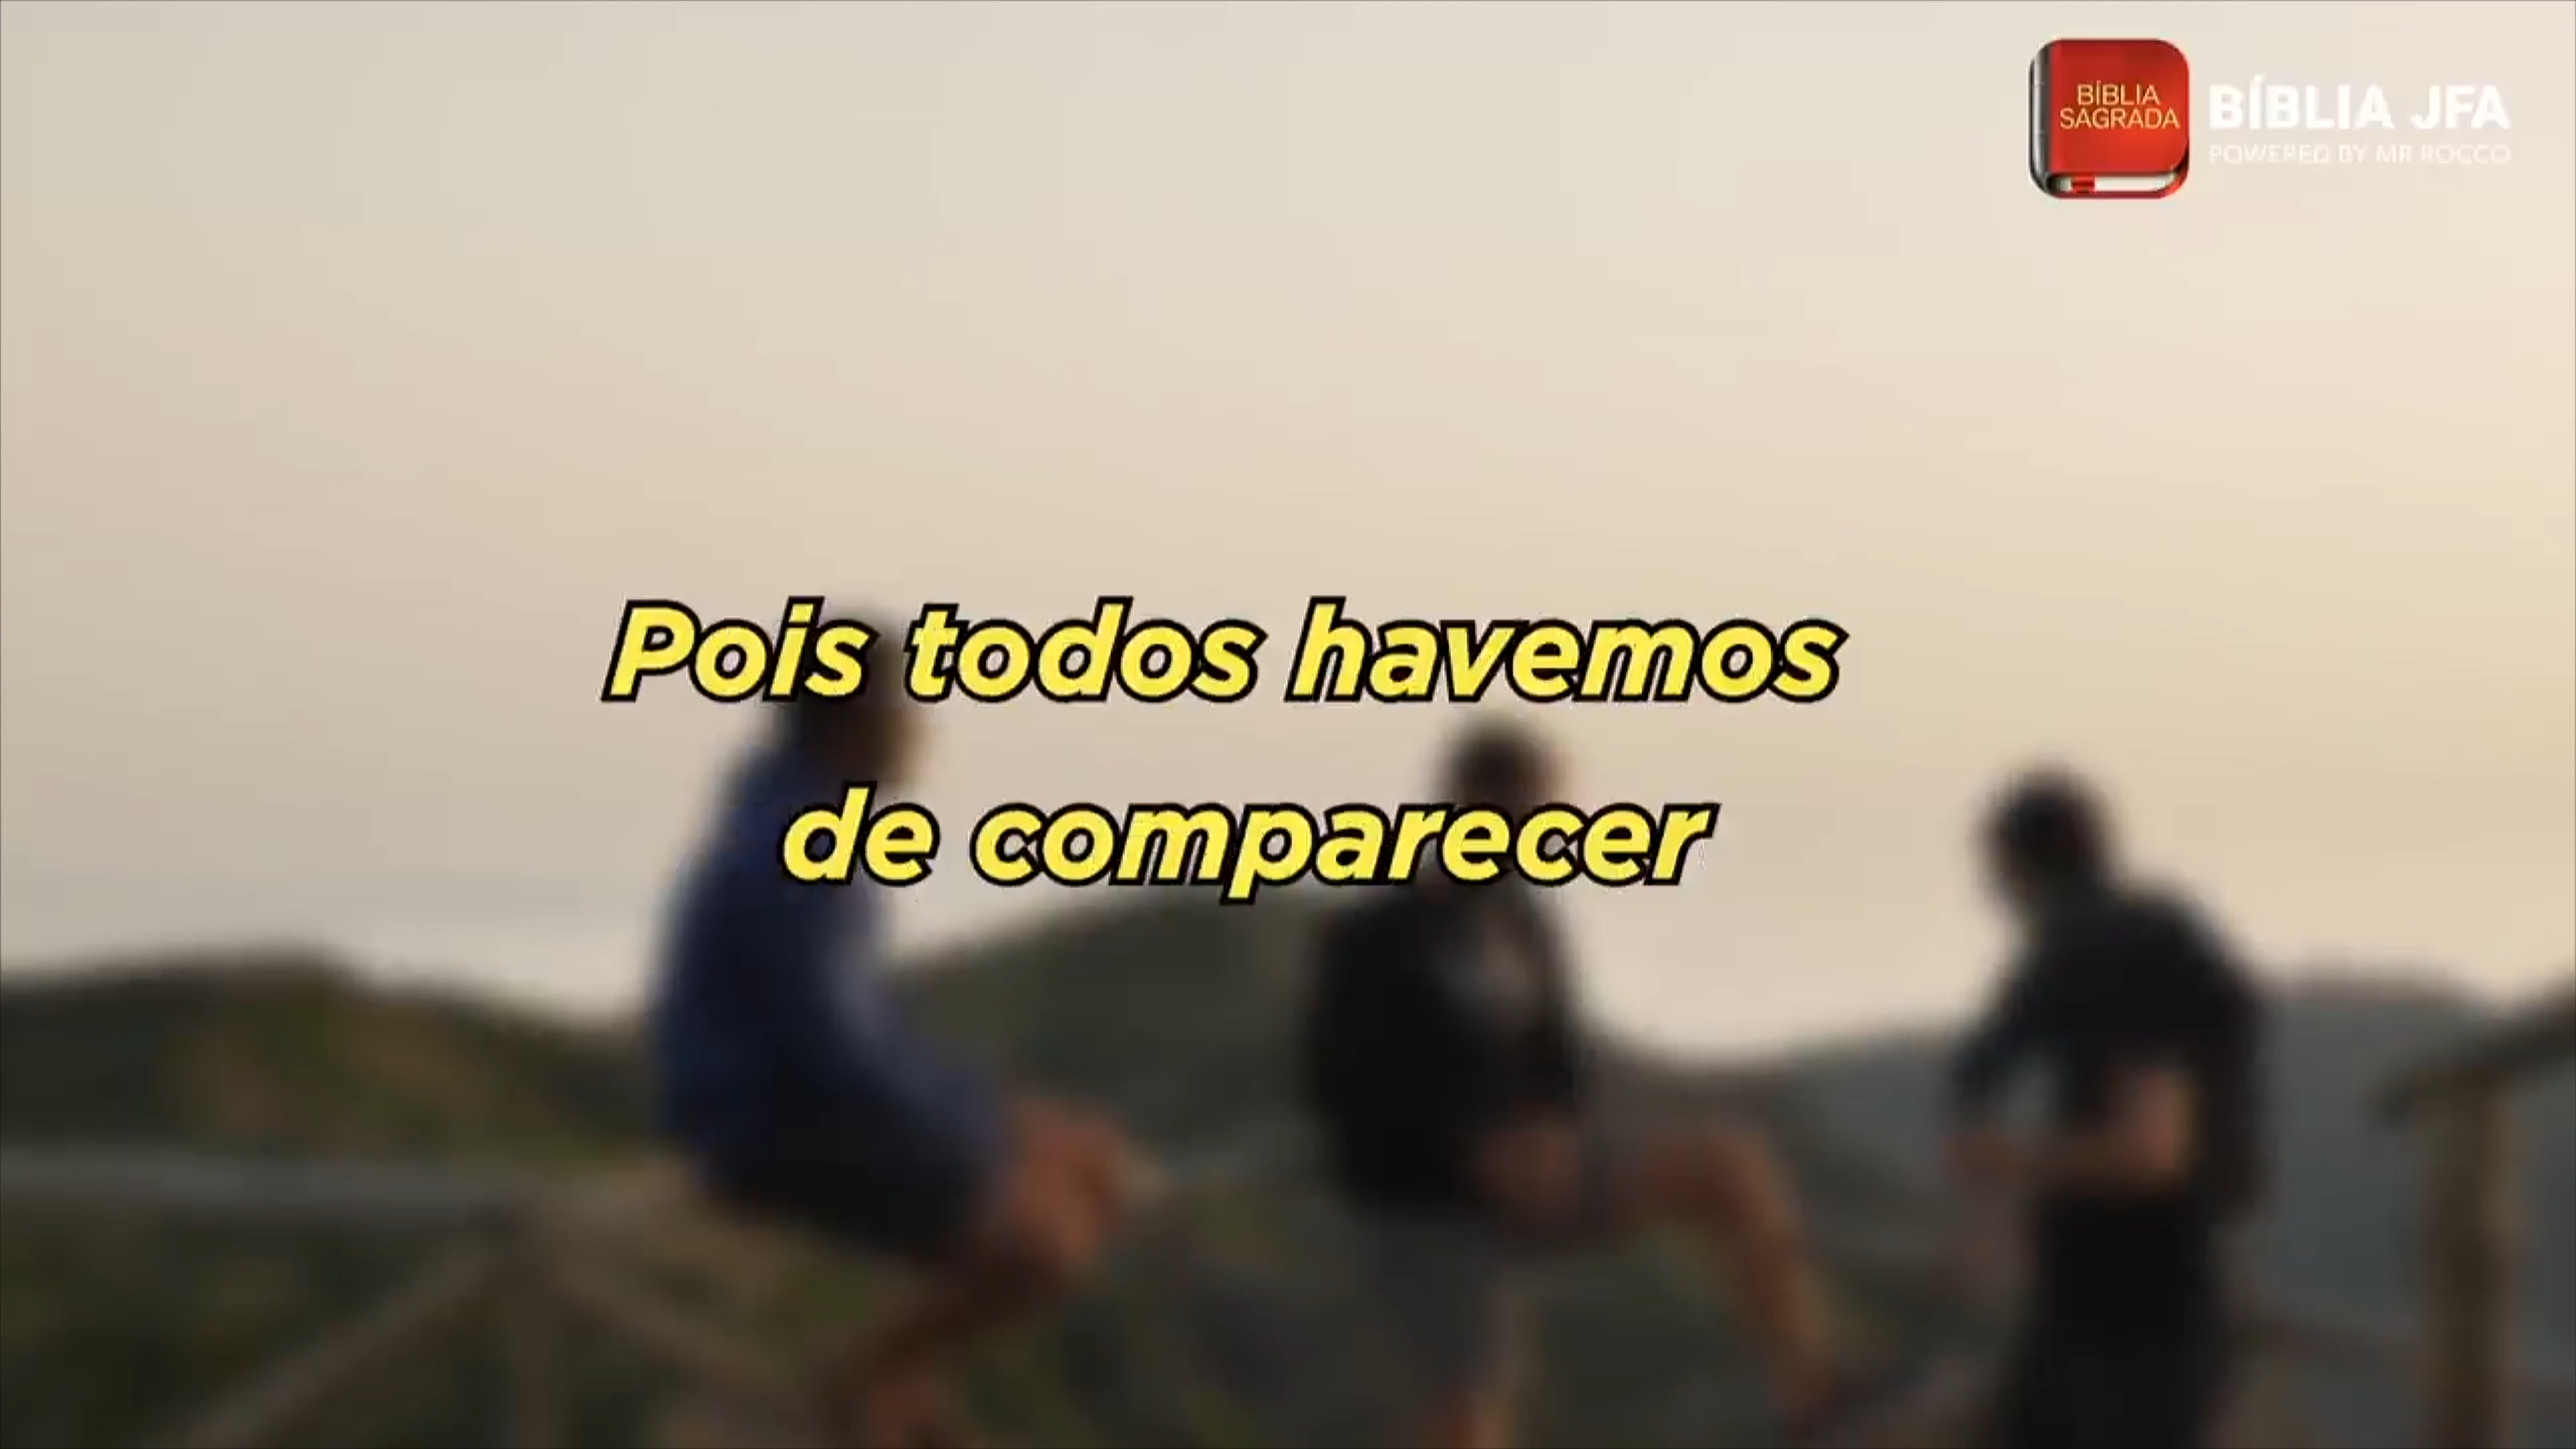 BÍBLIA
SAGRADA
BÍBLIA JFA
POWERED BY MR ROCCO
Pois todos havemos
de comparecer